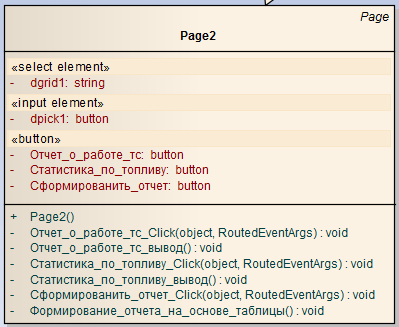 Page
Page2
«select element»
- dgrid1: string
«input element»
- dpick1: button
«button»
- Отчет_о_работе_тс: button
- Статистика_по_топливу: button
- Сформированить_отчет: button
+ Page2()
- Отчет_о_работе_тс_Click(object, RoutedEventArgs) : void
- Отчет_о_работе_тс_вывод() : void
- Статистика_по_топливу_Click(object, RoutedEventArgs) : void
- Статистика_по_топливу_вывод() : void
- Сформированить_отчет_Click(object, RoutedEventArgs) : void
- Формирование_отчета_на_основе_таблицы() : void